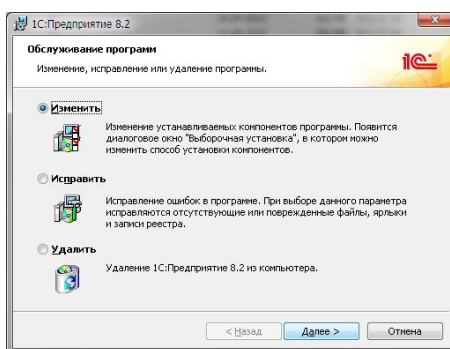 1С:Предприятие 8.2
Обслуживание программ
Изменение, исправление или удаление программы.
1С
Изменить
Изменение устанавливаемых компонентов программы. Появится
диалоговое окно "Выборочная установка", в котором можно
изменить способ установки компонентов.
Исправить
Исправление ошибок в программе. При выборе данного параметра
исправляются отсутствующие или поврежденные файлы, ярлыки
и записи реестра.
Удалить
Удаление 1С:Предприятие 8.2 из компьютера.
< Назад
Далее >
Отмена